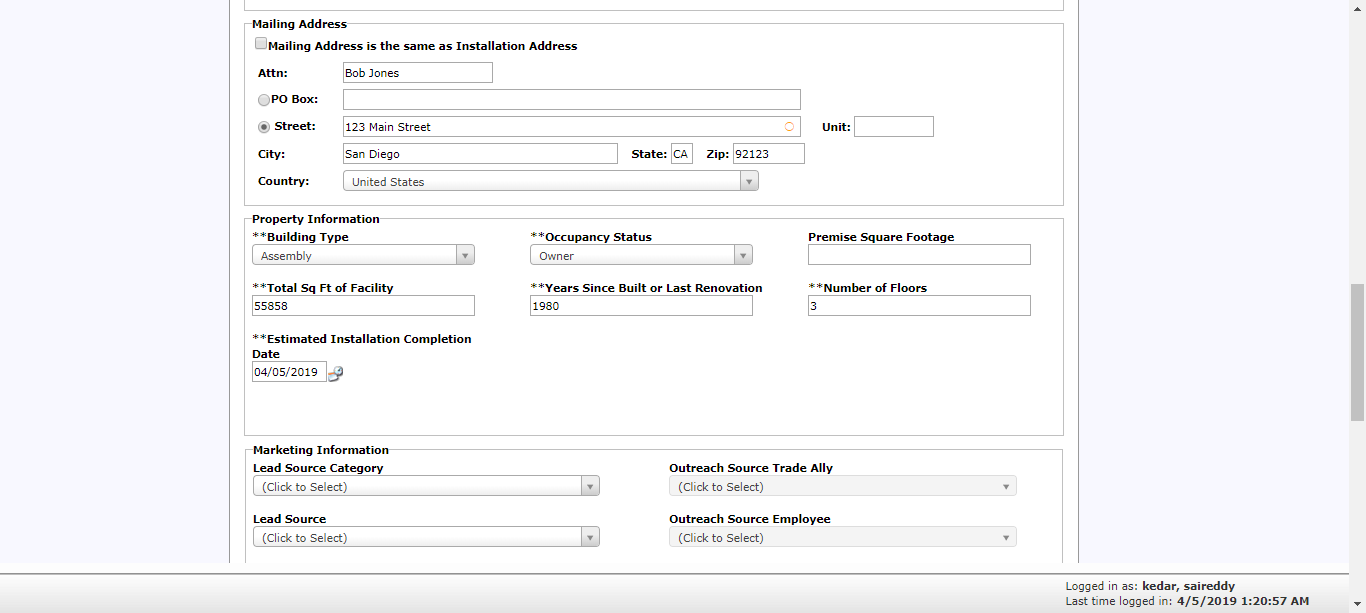 Mailing Address
Mailing Address is the same as Installation Address
Attn: Bob Jones
PO Box:
Street: 123 Main Street Unit:
City: San Diego State: CA Zip: 92123
Country: United States
Property Information
**Building Type **Occupancy Status Premise Square Footage
Assembly Owner
**Total Sq Ft of Facility **Years Since Built or Last Renovation **Number of Floors
55858 1980 3
**Estimated Installation Completion
Date
04/05/2019
Marketing Information
Lead Source Category Outreach Source Trade Ally
(Click to Select) (Click to Select)
Lead Source Outreach Source Employee
(Click to Select) (Click to Select)
Logged in as: kedar, saireddy
Last time logged in: 4/5/2019 1:20:57 AM